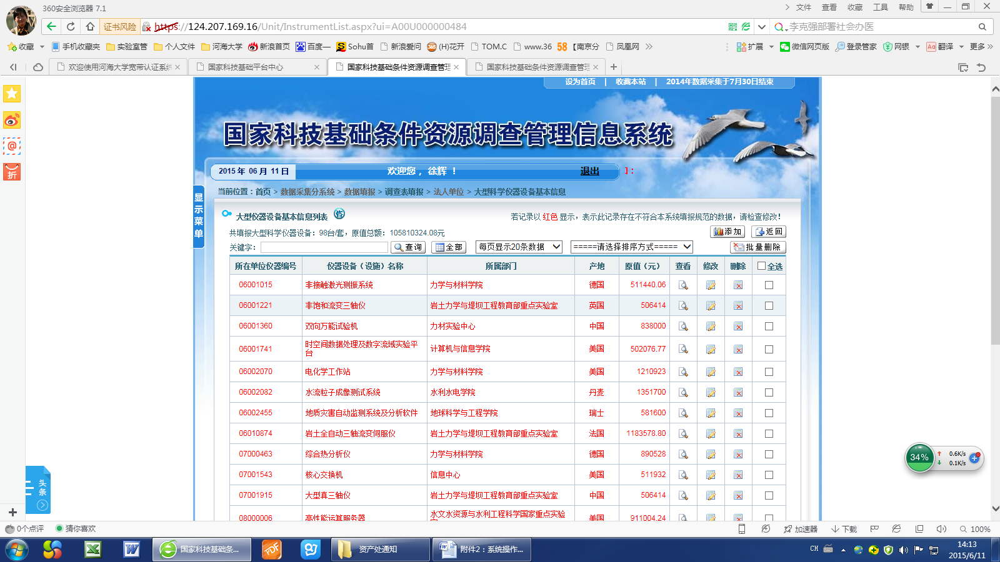 360安全浏览器 7.1
文件 查看 收藏 工具 帮助
证书风险 https://124.207.169.16/Unit/InstrumentList.aspx?ui=A00U000000484
李克强部署社会办医
收藏 手机收藏夹 实验室管 个人文件 河海大学 新浪首页 百度一 Sohu首 新浪爱问 (H)花开 TOM.C www.36 【南京分 凤凰网 扩展 微信网页版 登录管家 网银 翻译 更多
欢迎使用河海大学宽带认证系统 国家科技基础平台中心 国家科技基础条件资源调查管理 国家科技基础条件资源调查管理
设为首页 | 收藏本站 | 2014年数据采集于7月30日结束
国家科技基础条件资源调查管理信息系统
2015 年 06 月 11 日 欢迎您，徐辉 ！ 退出 ]：
当前位置：首页 > 数据采集分系统 > 数据填报 > 调查表填报 > 法人单位 > 大型科学仪器设备基本信息
显示菜单
大型仪器设备基本信息列表 若记录以 红色 显示，表示此记录存在不符合本系统填报规范的数据，请检查修改！
共填报大型科学仪器设备：98台/套，原值总额：105810324.08元 添加 返回
关键字： 查询 全部 每页显示20条数据 =====请选择排序方式===== 批量删除
所在单位仪器编号 仪器设备（设施）名称 所属部门 产地 原值（元） 查看 修改 删除 全选
06001015 非接触激光测振系统 力学与材料学院 德国 511440.06
06001221 非饱和流变三轴仪 岩土力学与堤坝工程教育部重点实验室 英国 506414
06001360 双向万能试验机 力材实验中心 中国 838000
06001741 时空间数据处理及数字流域实验平台 计算机与信息学院 美国 502076.77
06002070 电化学工作站 力学与材料学院 美国 1210923
06002082 水流粒子成像测试系统 水利水电学院 丹麦 1351700
06002455 地质灾害自动监测系统及分析软件 地球科学与工程学院 瑞士 581600
06010874 岩土全自动三轴流变伺服仪 岩土力学与堤坝工程教育部重点实验室 法国 1183578.80
07000463 综合热分析仪 力学与材料学院 德国 890528
07001543 核心交换机 信息中心 美国 511932
07001915 大型真三轴仪 岩土力学与堤坝工程教育部重点实验室 中国 506414
08000006 高性能运算服务器 水文水资源与水利工程科学国家重点实验 美国 911004.24
头条
34% 0.6K/s
0.1K/s
0个点评 猜你喜欢 加速器 下载 100%
国家科技基础条... 资产处通知 附件2：系统操作... CH 14:13
2015/6/11